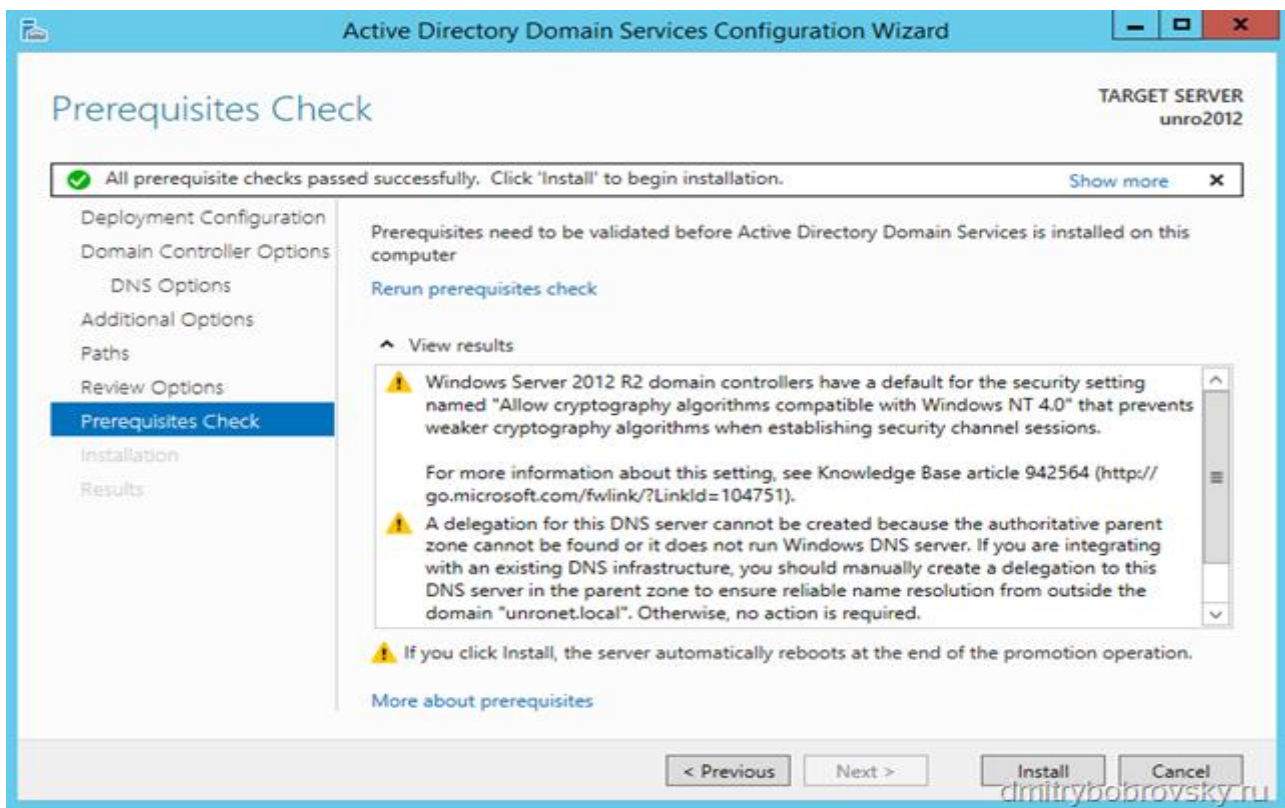 Active Directory Domain Services Configuration Wizard
Prerequisites Check
TARGET SERVER
unro2012
All prerequisite checks passed successfully. Click 'Install' to begin installation.
Show more
Deployment Configuration
Domain Controller Options
DNS Options
Additional Options
Paths
Review Options
Prerequisites Check
Installation
Results
Prerequisites need to be validated before Active Directory Domain Services is installed on this
computer
Rerun prerequisites check
View results
Windows Server 2012 R2 domain controllers have a default for the security setting
named "Allow cryptography algorithms compatible with Windows NT 4.0" that prevents
weaker cryptography algorithms when establishing security channel sessions.
For more information about this setting, see Knowledge Base article 942564 (http://
go.microsoft.com/fwlink/?LinkId=104751).
A delegation for this DNS server cannot be created because the authoritative parent
zone cannot be found or it does not run Windows DNS server. If you are integrating
with an existing DNS infrastructure, you should manually create a delegation to this
DNS server in the parent zone to ensure reliable name resolution from outside the
domain "unronet.local". Otherwise, no action is required.
If you click Install, the server automatically reboots at the end of the promotion operation.
More about prerequisites
< Previous
Next >
Install
Cancel
dmitrybobrovsky.ru